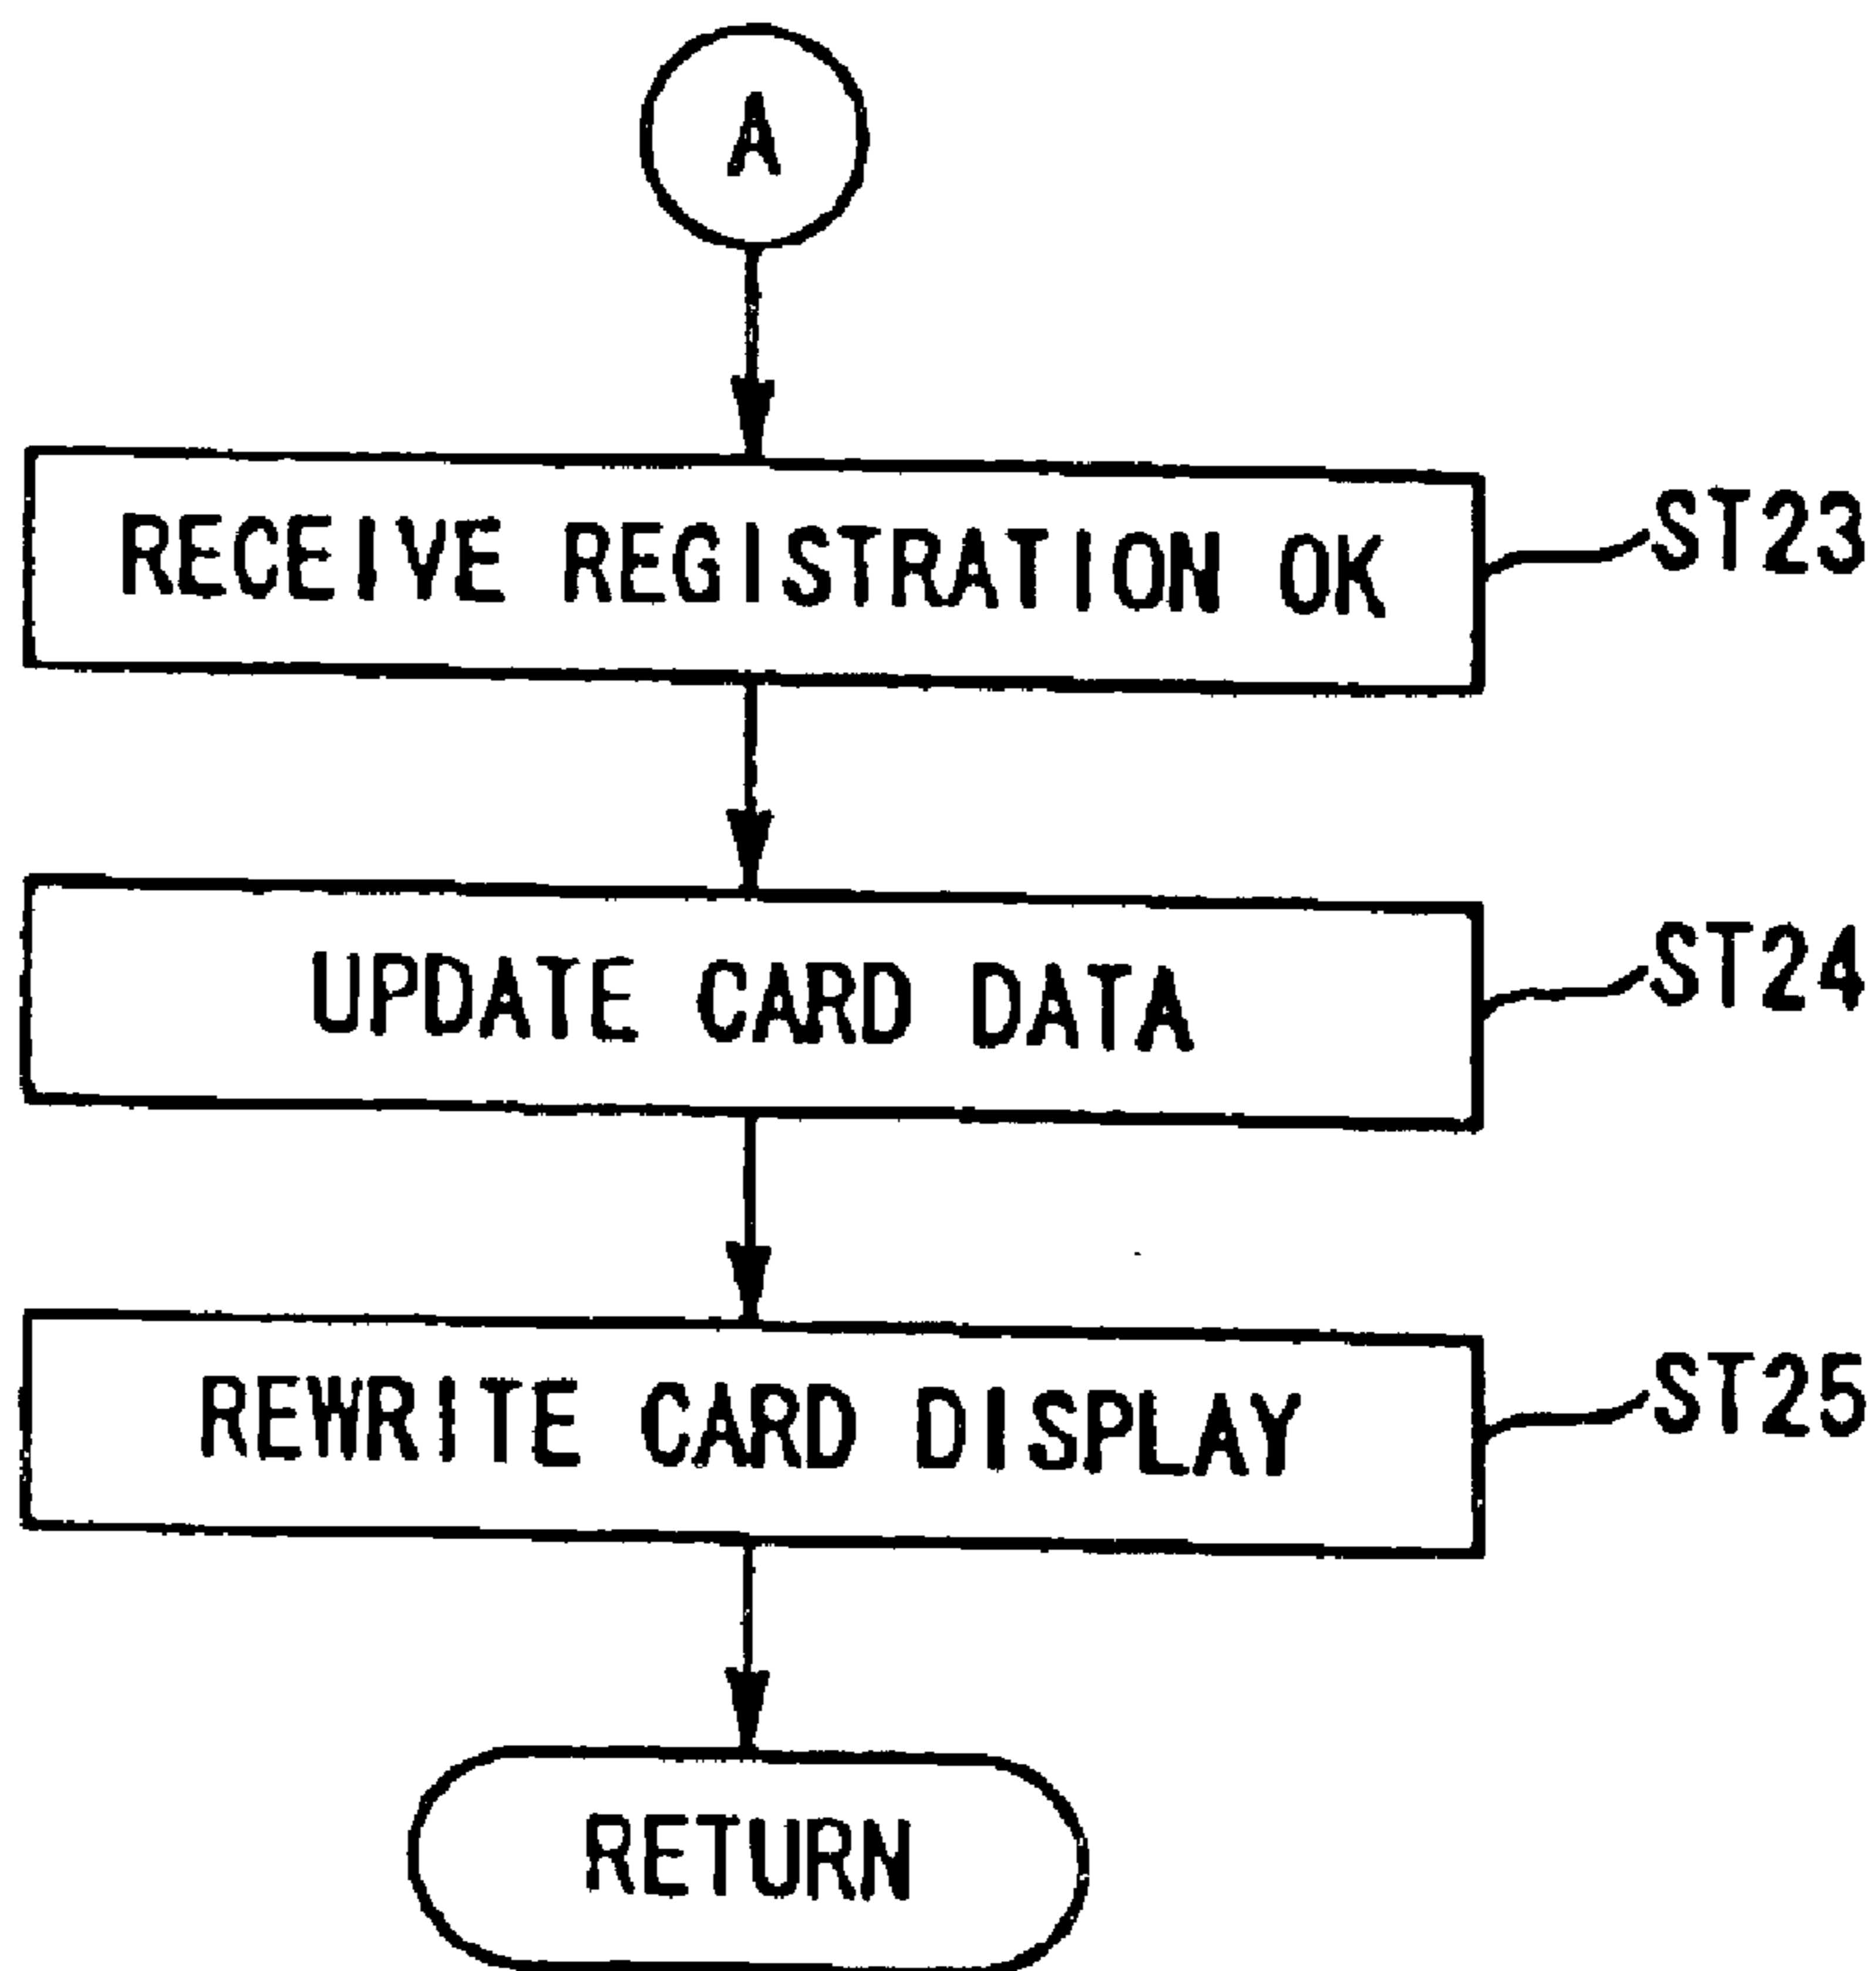 A
RECEIVE REGISTRATION OK
ST23
UPDATE CARD DATA
ST24
REWRITE CARD DISPLAY
ST25
RETURN